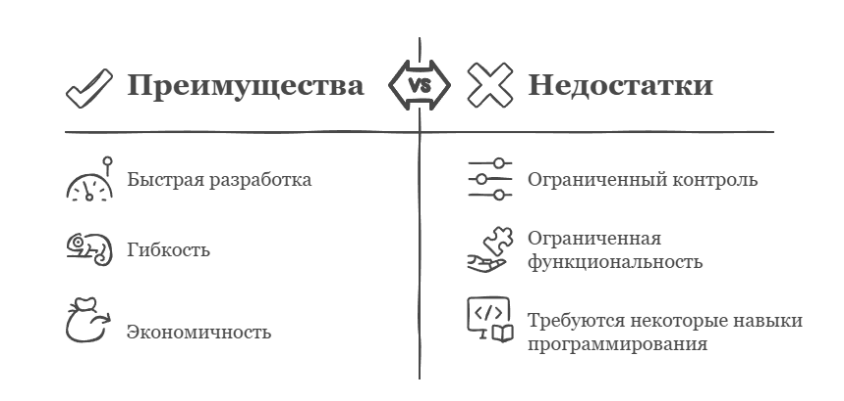 Преимущества
VS
Недостатки
Быстрая разработка
Ограниченный контроль
Гибкость
Ограниченная
функциональность
Экономичность
</>
Требуются некоторые навыки
программирования